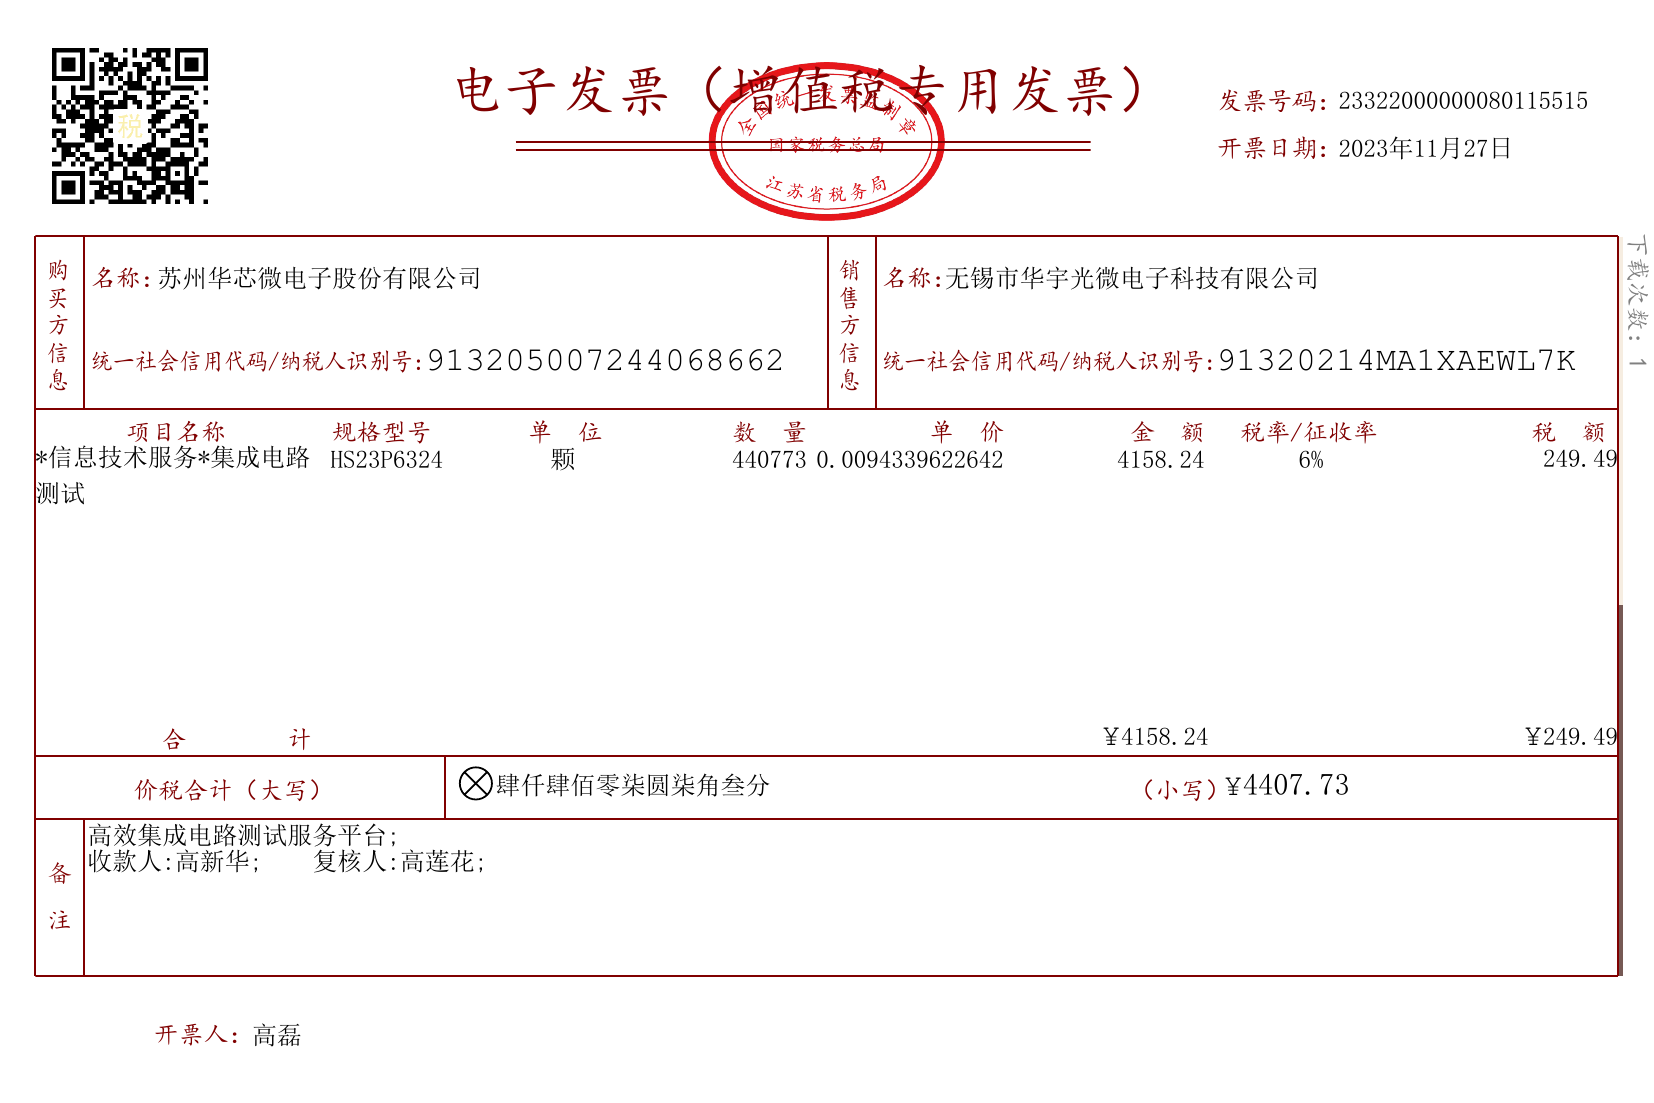 电子发票（增值税专用发票）
全国统一发票监制章
国家税务总局
江苏省税务局
税
发票号码：23322000000080115515
开票日期：2023年11月27日
下载次数：1
购买方信息
名称：苏州华芯微电子股份有限公司
统一社会信用代码/纳税人识别号：913205007244068662
销售方信息
名称：无锡市华宇光微电子科技有限公司
统一社会信用代码/纳税人识别号：91320214MA1XAEWL7K
项目名称 规格型号 单 位 数 量 单 价 金 额 税率/征收率 税 额
*信息技术服务*集成电路 HS23P6324 颗 440773 0.0094339622642 4158.24 6% 249.49
测试
合 计 ¥4158.24 ¥249.49
价税合计（大写） 肆仟肆佰零柒圆柒角叁分 （小写）¥4407.73
备注
高效集成电路测试服务平台;
收款人:高新华; 复核人:高莲花;
开票人：高磊